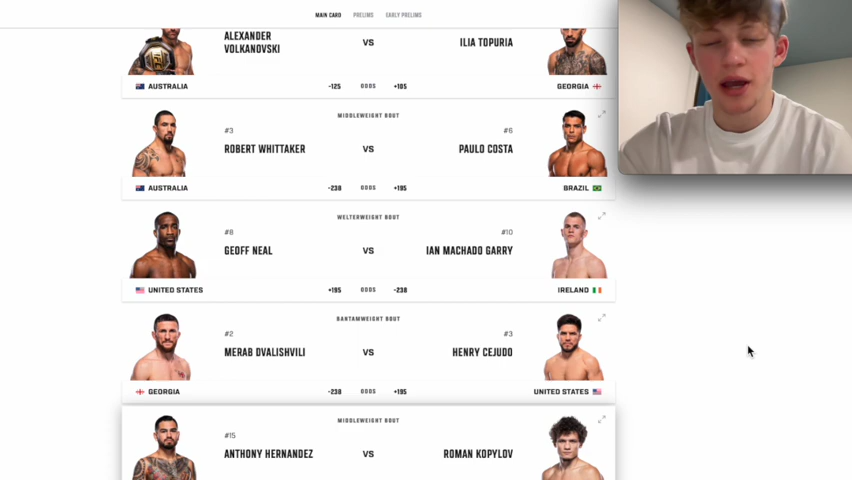 MAIN CARD PRELIMS EARLY PRELIMS
ALEXANDER
VOLKANOVSKI
VS
ILIA TOPURIA
AUSTRALIA -125 ODDS +105 GEORGIA
MIDDLEWEIGHT BOUT
#3 #6
ROBERT WHITTAKER VS PAULO COSTA
AUSTRALIA -238 ODDS +195 BRAZIL
WELTERWEIGHT BOUT
#8 #10
GEOFF NEAL VS IAN MACHADO GARRY
UNITED STATES +195 ODDS -238 IRELAND
BANTAMWEIGHT BOUT
#2 #3
MERAB DVALISHVILI VS HENRY CEJUDO
GEORGIA -238 ODDS +195 UNITED STATES
MIDDLEWEIGHT BOUT
#15
ANTHONY HERNANDEZ VS ROMAN KOPYLOV